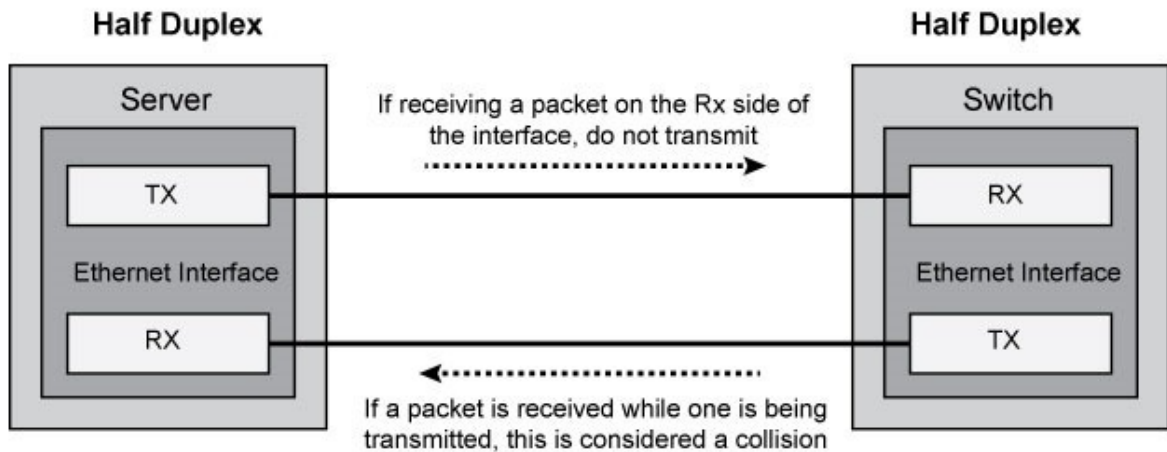 Half Duplex
Half Duplex
Server
If receiving a packet on the Rx side of
the interface, do not transmit
Switch
TX
RX
Ethernet Interface
Ethernet Interface
RX
TX
If a packet is received while one is being
transmitted, this is considered a collision